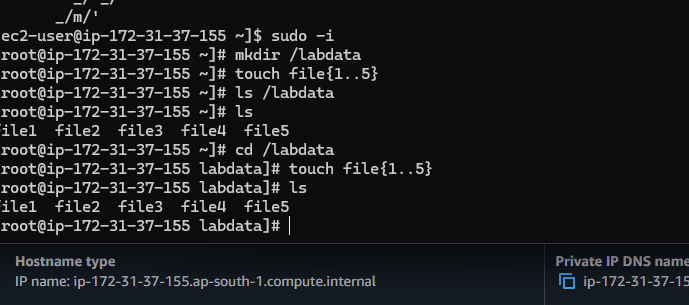 _/m/'
ec2-user@ip-172-31-37-155 ~]$ sudo -i
root@ip-172-31-37-155 ~]# mkdir /labdata
root@ip-172-31-37-155 ~]# touch file{1..5}
root@ip-172-31-37-155 ~]# ls /labdata
root@ip-172-31-37-155 ~]# ls
file1  file2  file3  file4  file5
root@ip-172-31-37-155 ~]# cd /labdata
root@ip-172-31-37-155 labdata]# touch file{1..5}
root@ip-172-31-37-155 labdata]# ls
file1  file2  file3  file4  file5
root@ip-172-31-37-155 labdata]#
Hostname type
IP name: ip-172-31-37-155.ap-south-1.compute.internal
Private IP DNS name
ip-172-31-37-15